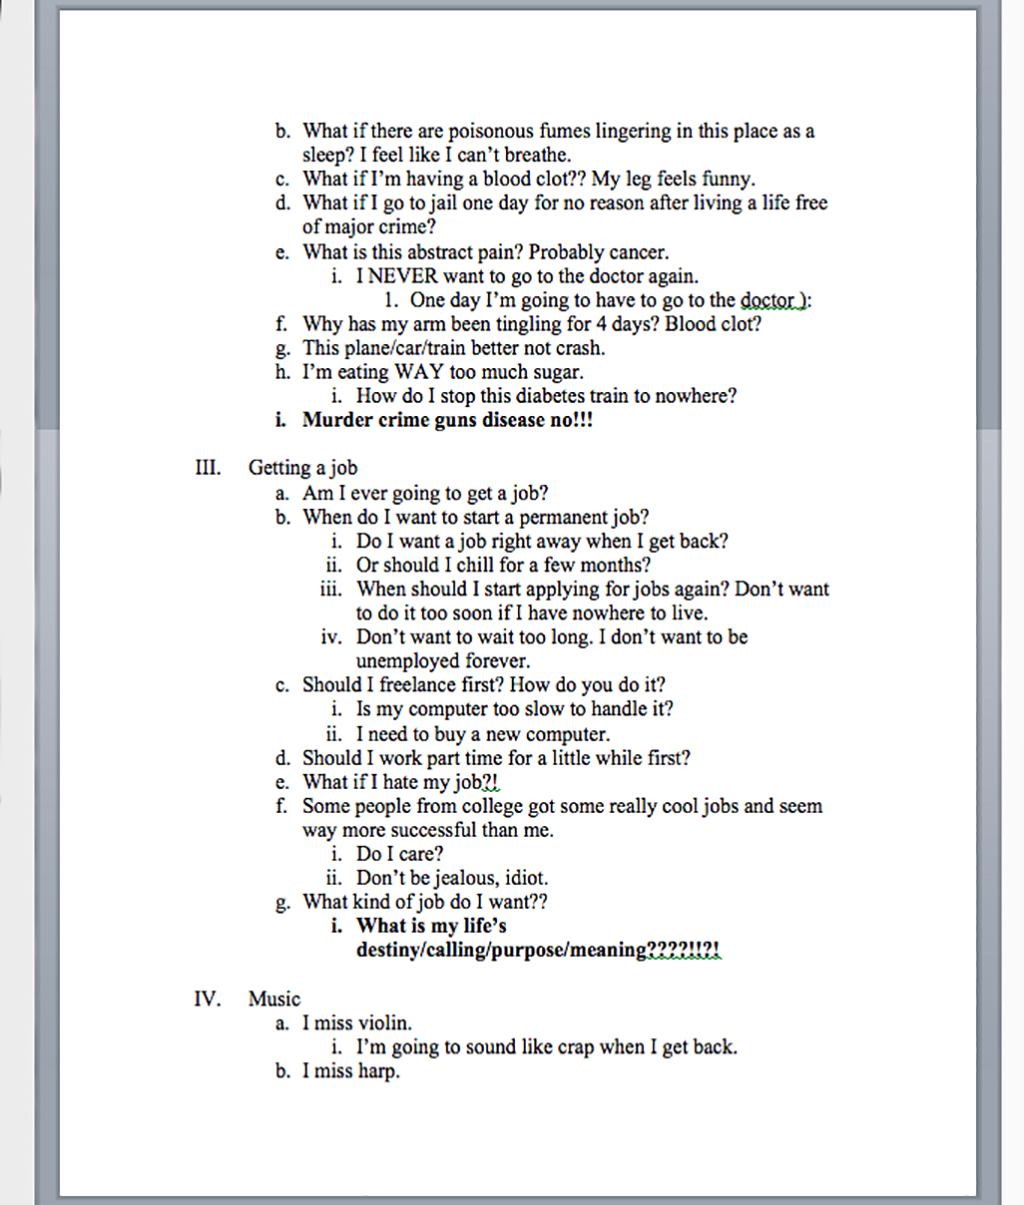 b. What if there are poisonous fumes lingering in this place as a
sleep? I feel like I can't breathe.
c. What if I'm having a blood clot?? My leg feels funny.
d. What if I go to jail one day for no reason after living a life free
of major crime?
e. What is this abstract pain? Probably cancer.
i. I NEVER want to go to the doctor again.
1. One day I'm going to have to go to the doctor ):
f. Why has my arm been tingling for 4 days? Blood clot?
g. This plane/car/train better not crash.
h. I'm eating WAY too much sugar.
i. How do I stop this diabetes train to nowhere?
i. Murder crime guns disease no!!!
III. Getting a job
a. Am I ever going to get a job?
b. When do I want to start a permanent job?
i. Do I want a job right away when I get back?
ii. Or should I chill for a few months?
iii. When should I start applying for jobs again? Don't want
to do it too soon if I have nowhere to live.
iv. Don't want to wait too long. I don't want to be
unemployed forever.
c. Should I freelance first? How do you do it?
i. Is my computer too slow to handle it?
ii. I need to buy a new computer.
d. Should I work part time for a little while first?
e. What if I hate my job?!
f. Some people from college got some really cool jobs and seem
way more successful than me.
i. Do I care?
ii. Don't be jealous, idiot.
g. What kind of job do I want??
i. What is my life's
destiny/calling/purpose/meaning????!!?!
IV. Music
a. I miss violin.
i. I'm going to sound like crap when I get back.
b. I miss harp.